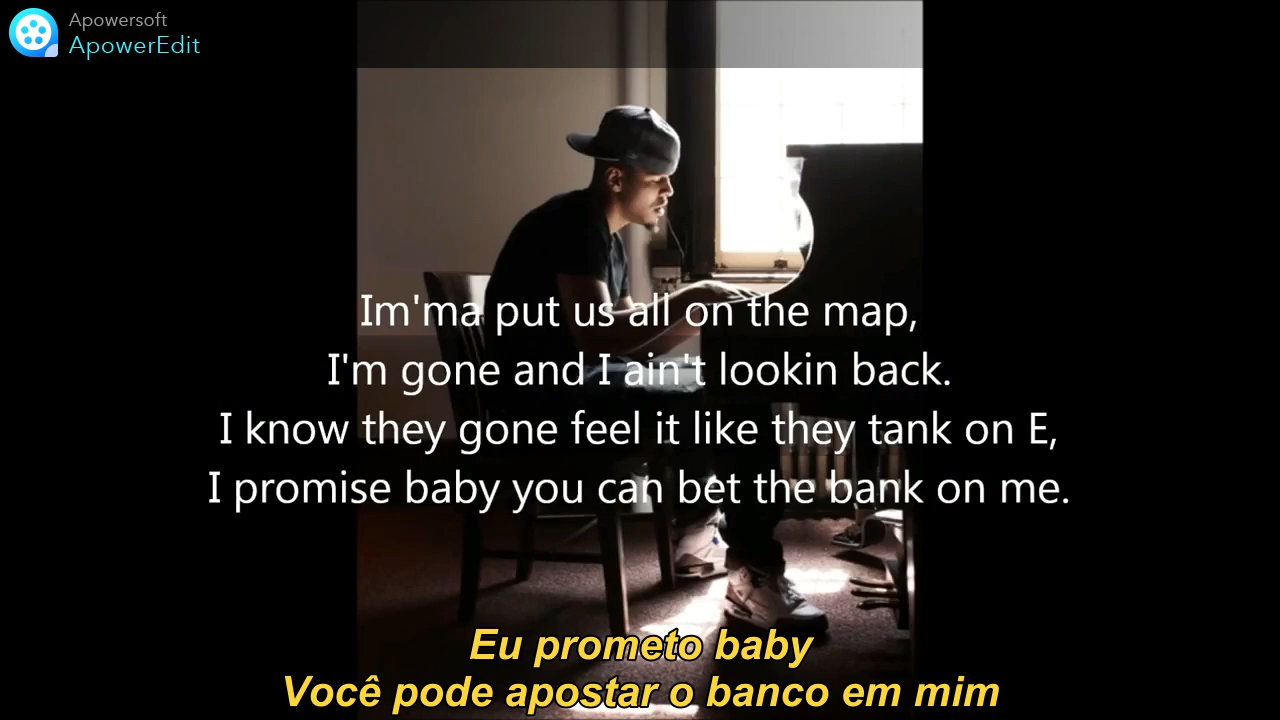 Apowersoft
ApowerEdit
Im'ma put us all on the map,
I'm gone and I ain't lookin back.
I know they gone feel it like they tank on E,
I promise baby you can bet the bank on me.
Eu prometo baby
Você pode apostar o banco em mim